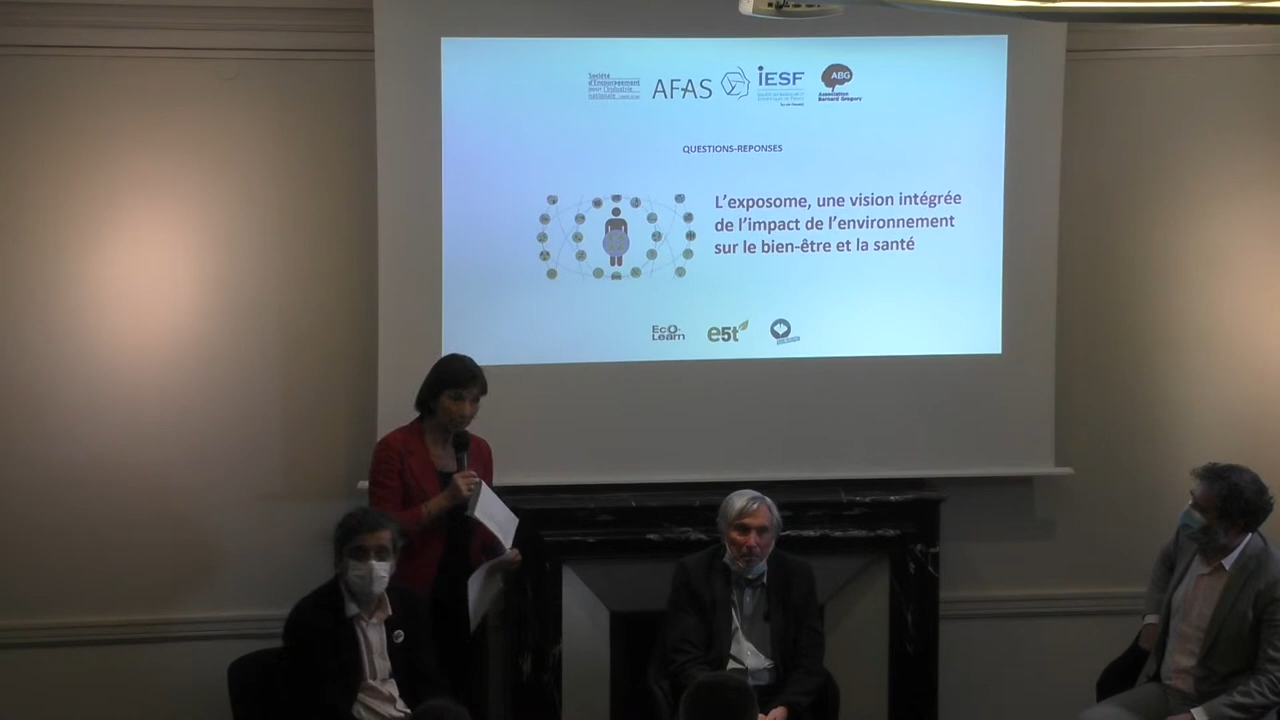 Société
d'Encouragement
pour l'Industrie
nationale
AFAS
iESF
ABG
Association
Bernard Gregory
QUESTIONS-REPONSES
L'exposome, une vision intégrée
de l'impact de l'environnement
sur le bien-être et la santé
EcO-
Learn
e5t